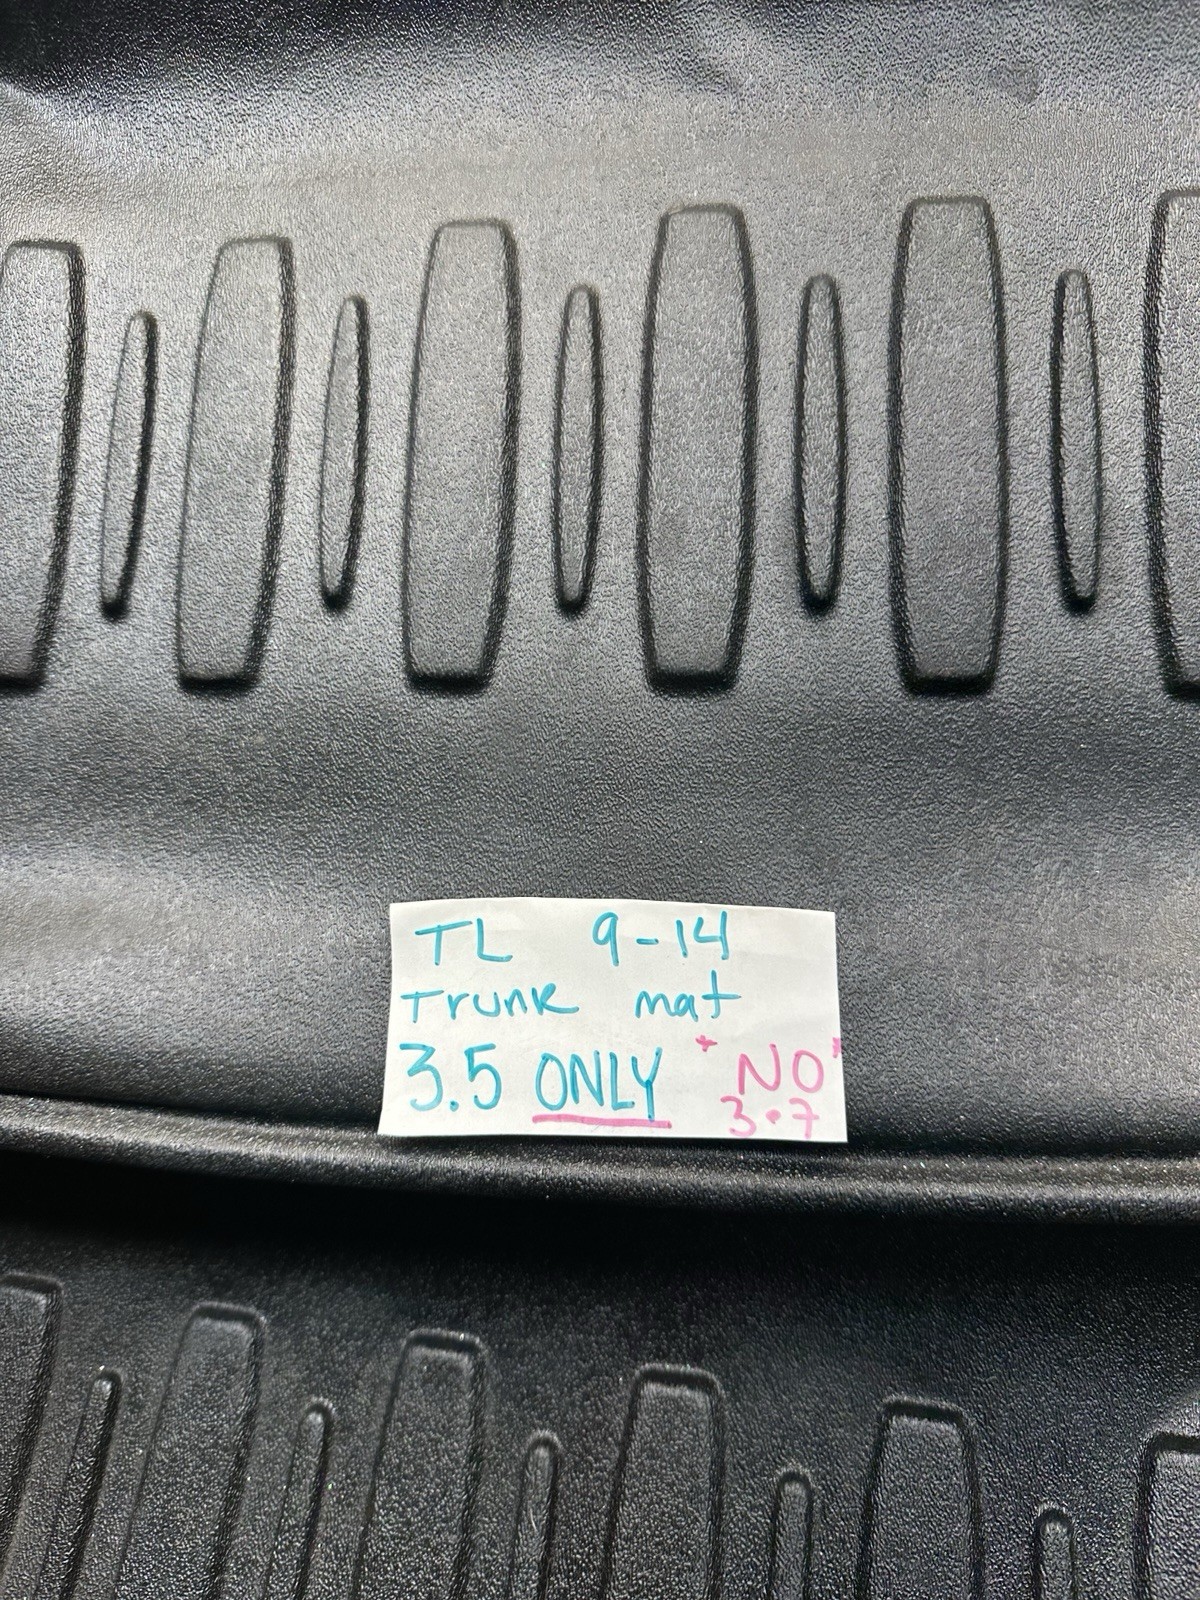 TL 9-14
Trunk mat
3.5 ONLY *NO*
3.7